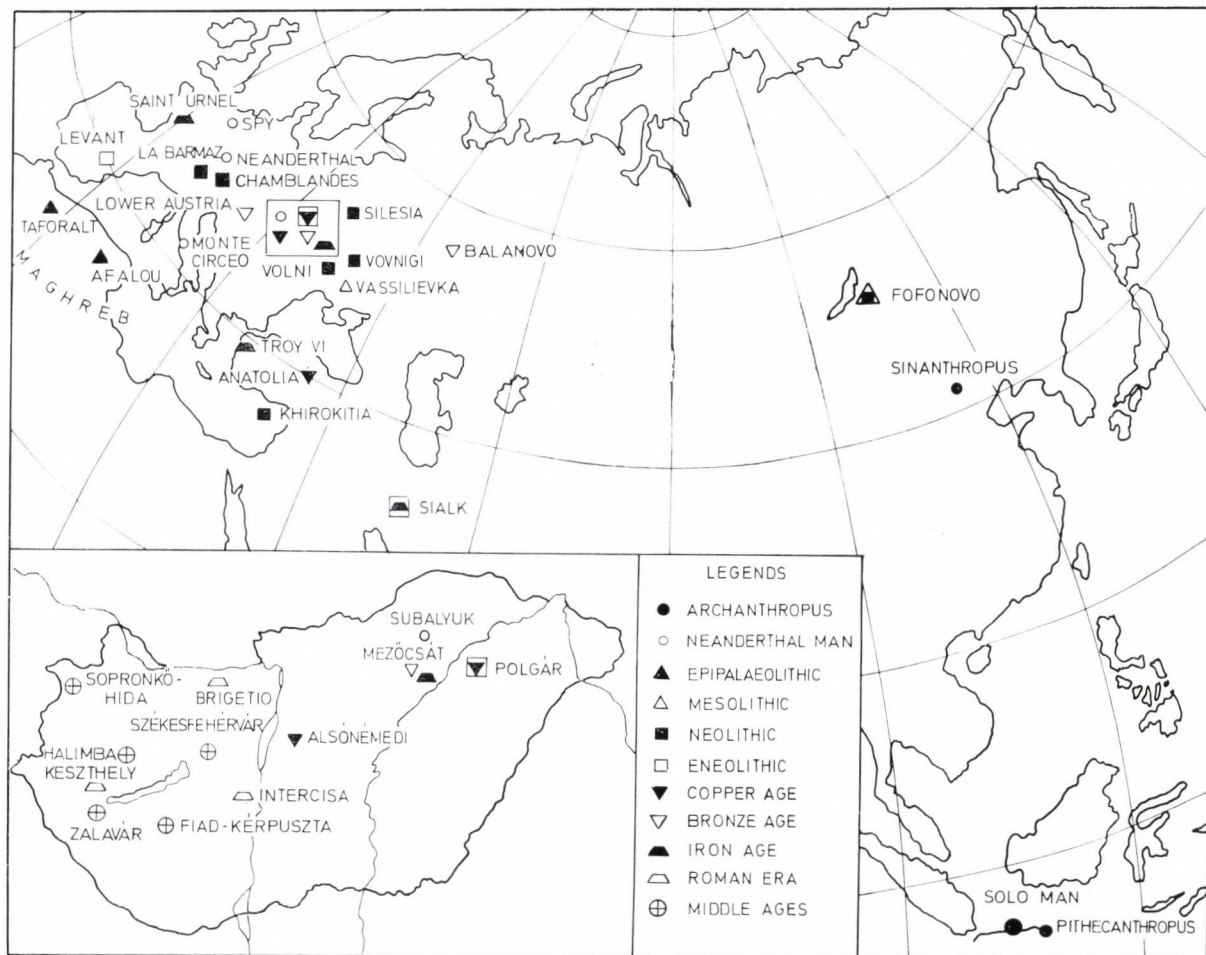 SAINT URNEL
SPY
LEVANT
LA BARMAZ
NEANDERTHAL
CHAMBLANDES
LOWER AUSTRIA
SILESIA
TAFORALT
MONTE
CIRCEO
BALANOVO
AFALOU
VOLNI
VOVNIGI
MAGHREB
VASSILIEVKA
FOFONOVO
TROY VI
SINANTHROPUS
ANATOLIA
KHIROKITIA
SIALK
SUBALYUK
MEZŐCSÁT
POLGÁR
SOPRONKŐ-
HIDA
BRIGETIO
SZÉKESFEHÉRVÁR
ALSÓNÉMEDI
HALIMBA
KESZTHELY
INTERCISA
ZALAVÁR
FIAD-KÉRPUSZTA
LEGENDS
ARCHANTHROPUS
NEANDERTHAL MAN
EPIPALAEOLITHIC
MESOLITHIC
NEOLITHIC
ENEOLITHIC
COPPER AGE
BRONZE AGE
IRON AGE
ROMAN ERA
MIDDLE AGES
SOLO MAN
PITHECANTHROPUS